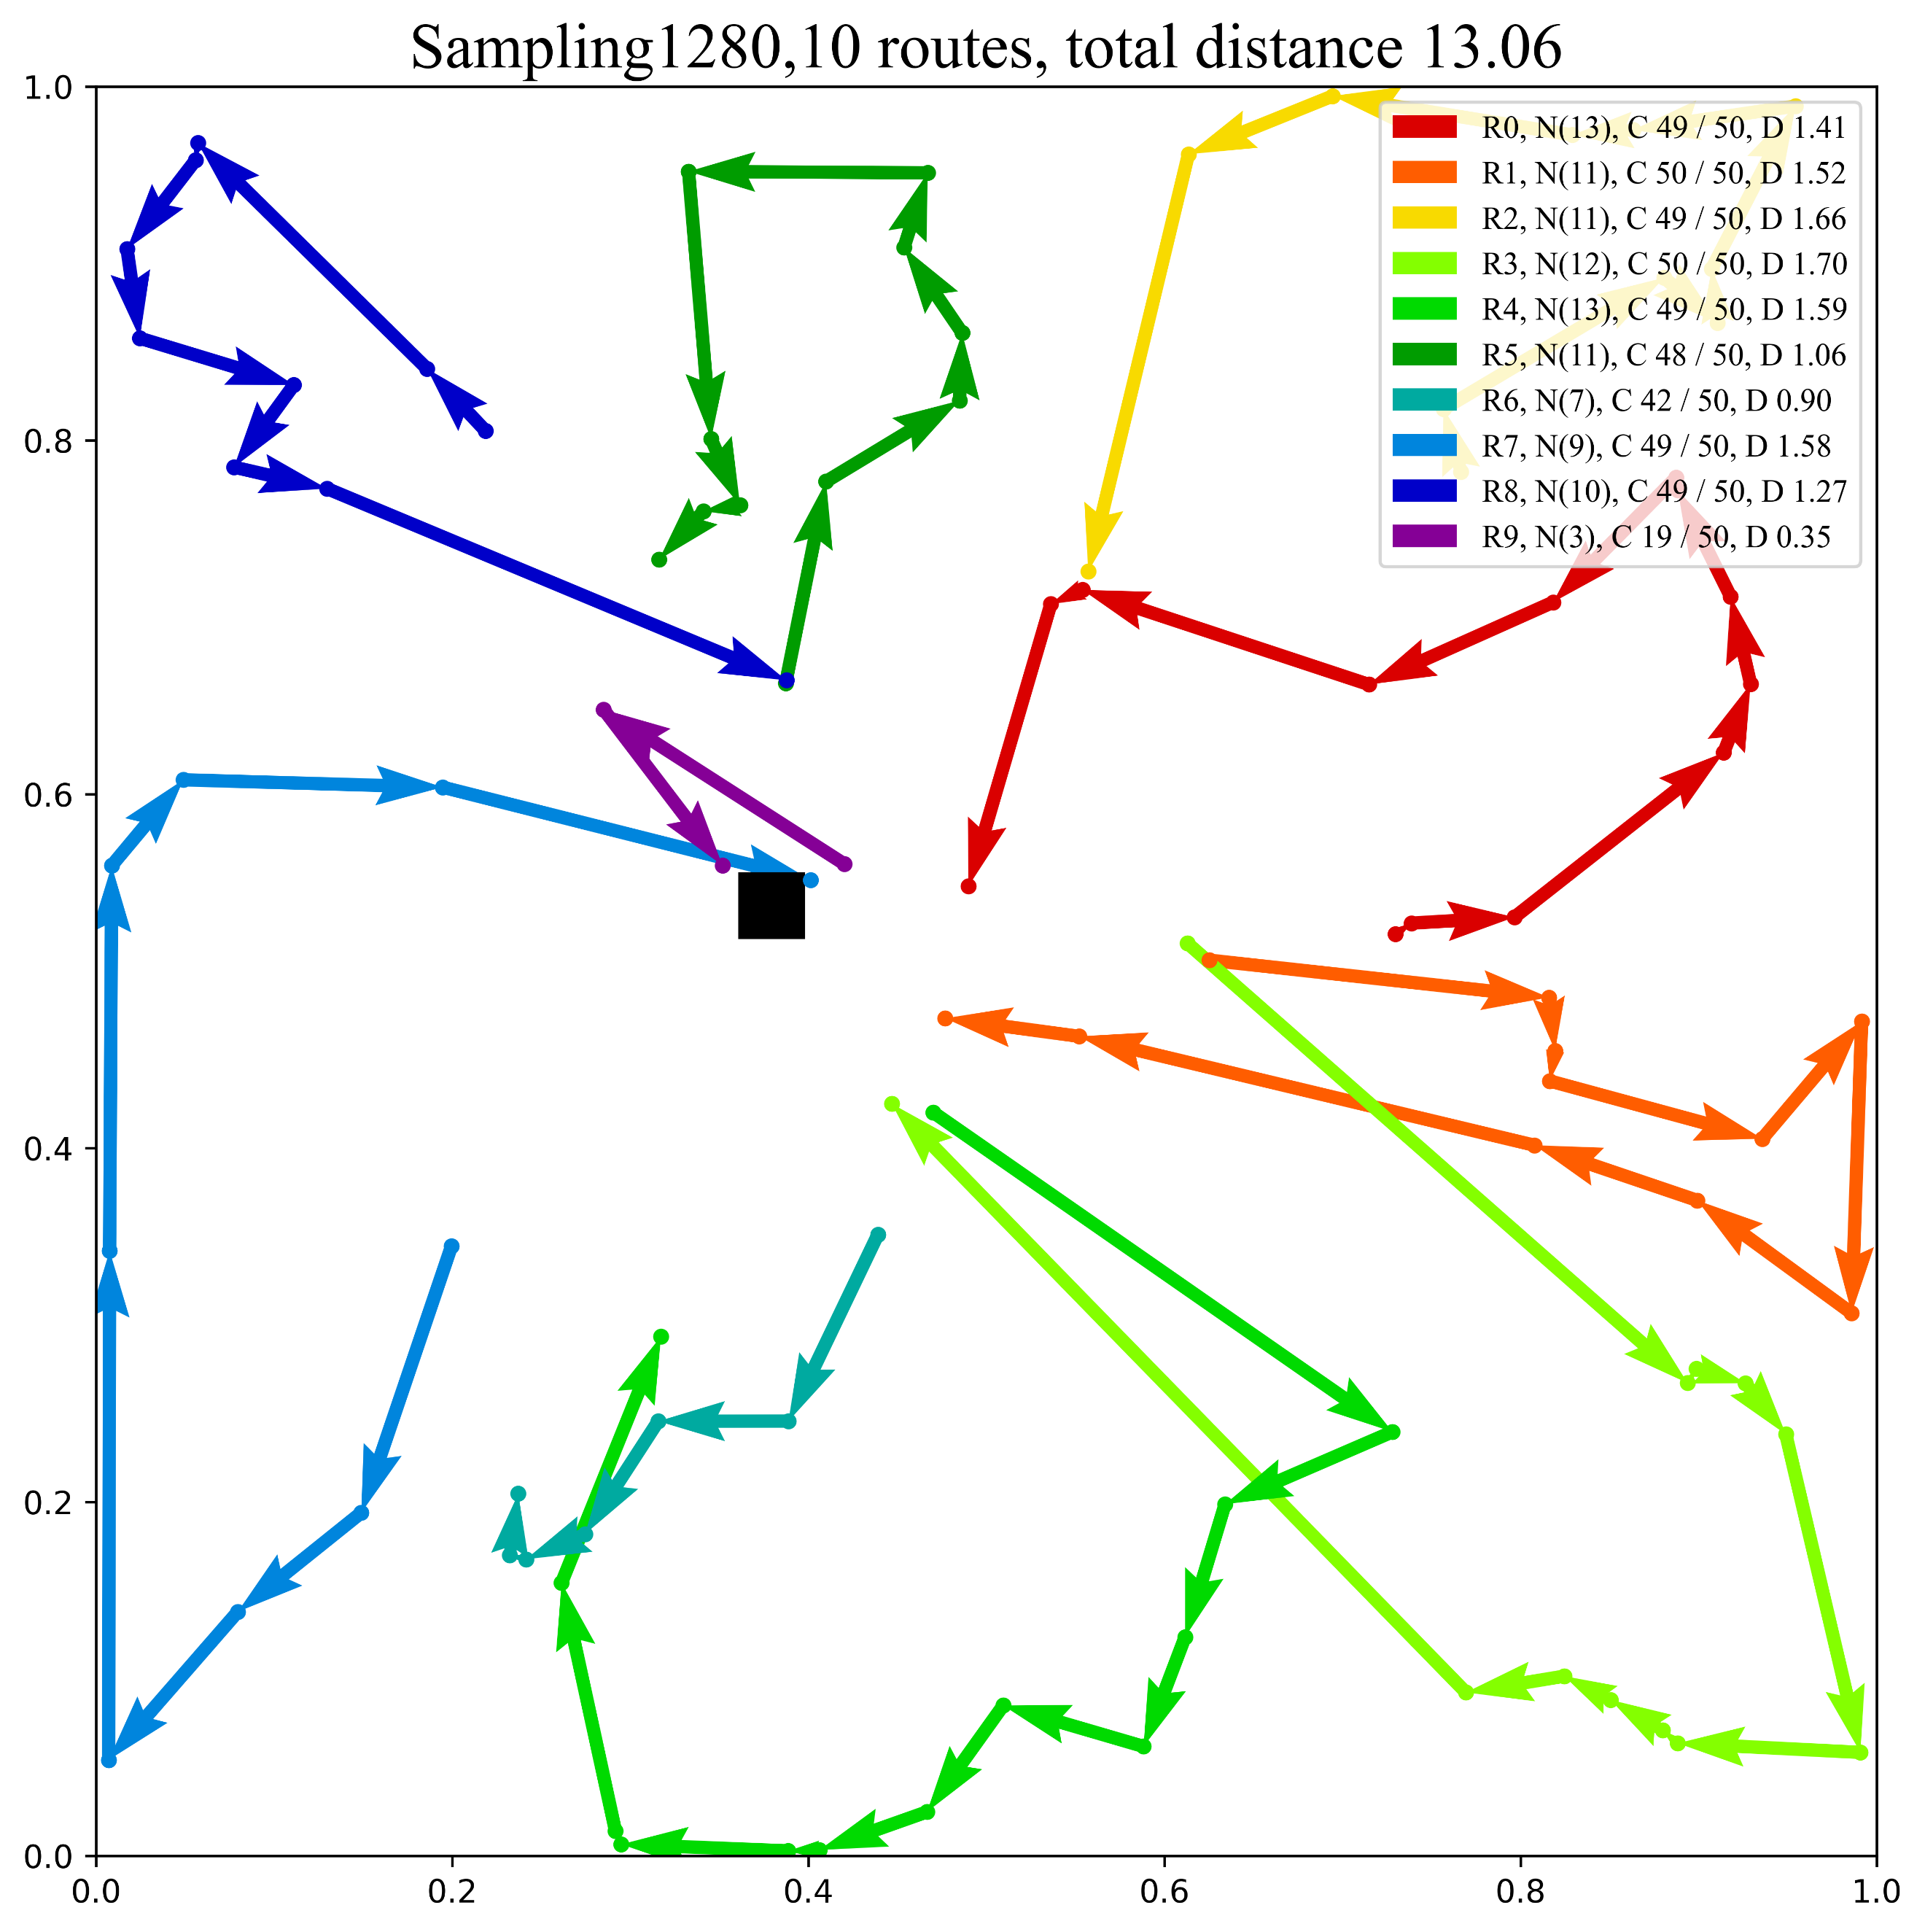 Sampling1280,10 routes, total distance 13.06
1.0
0.8
0.6
0.4
0.2
0.0
R0, N(13), C 49 / 50, D 1.41
R1, N(11), C 50 / 50, D 1.52
R2, N(11), C 49 / 50, D 1.66
R3, N(12), C 50 / 50, D 1.70
R4, N(13), C 49 / 50, D 1.59
R5, N(11), C 48 / 50, D 1.06
R6, N(7), C 42 / 50, D 0.90
R7, N(9), C 49 / 50, D 1.58
R8, N(10), C 49 / 50, D 1.27
R9, N(3), C 19 / 50, D 0.35
0.0 0.2 0.4 0.6 0.8 1.0